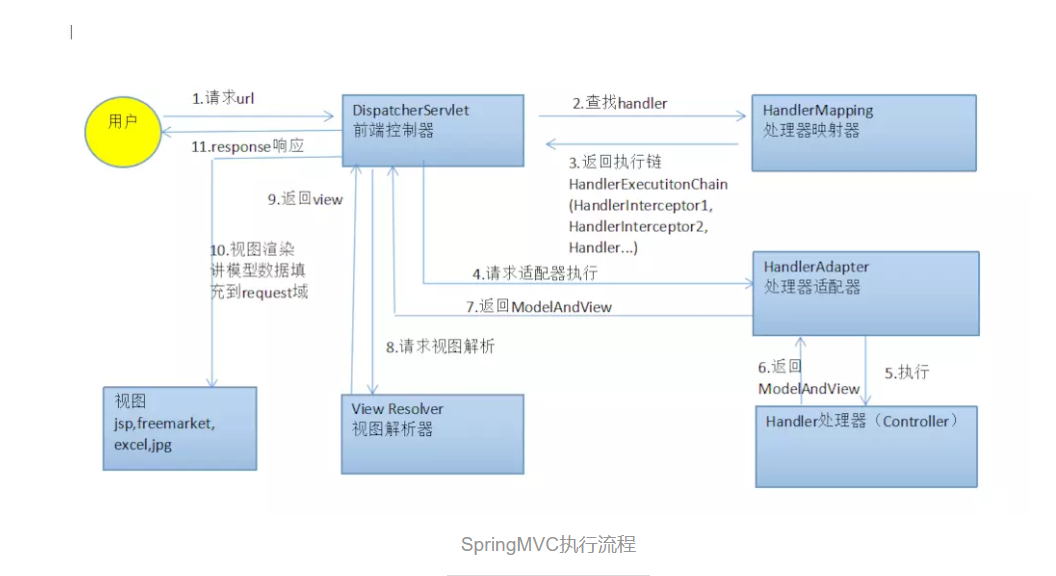 1.请求url
2.查找handler
用户
DispatcherServlet
前端控制器
HandlerMapping
处理器映射器
11.response响应
3.返回执行链
HandlerExecutitonChain
(HandlerInterceptor1,
HandlerInterceptor2,
Handler...)
9.返回view
10.视图渲染
讲模型数据填
充到request域
4.请求适配器执行
HandlerAdapter
处理器适配器
7.返回ModelAndView
8.请求视图解析
6.返回
ModelAndView
5.执行
视图
jsp,freemarket,
excel,jpg
View Resolver
视图解析器
Handler处理器（Controller）
SpringMVC执行流程